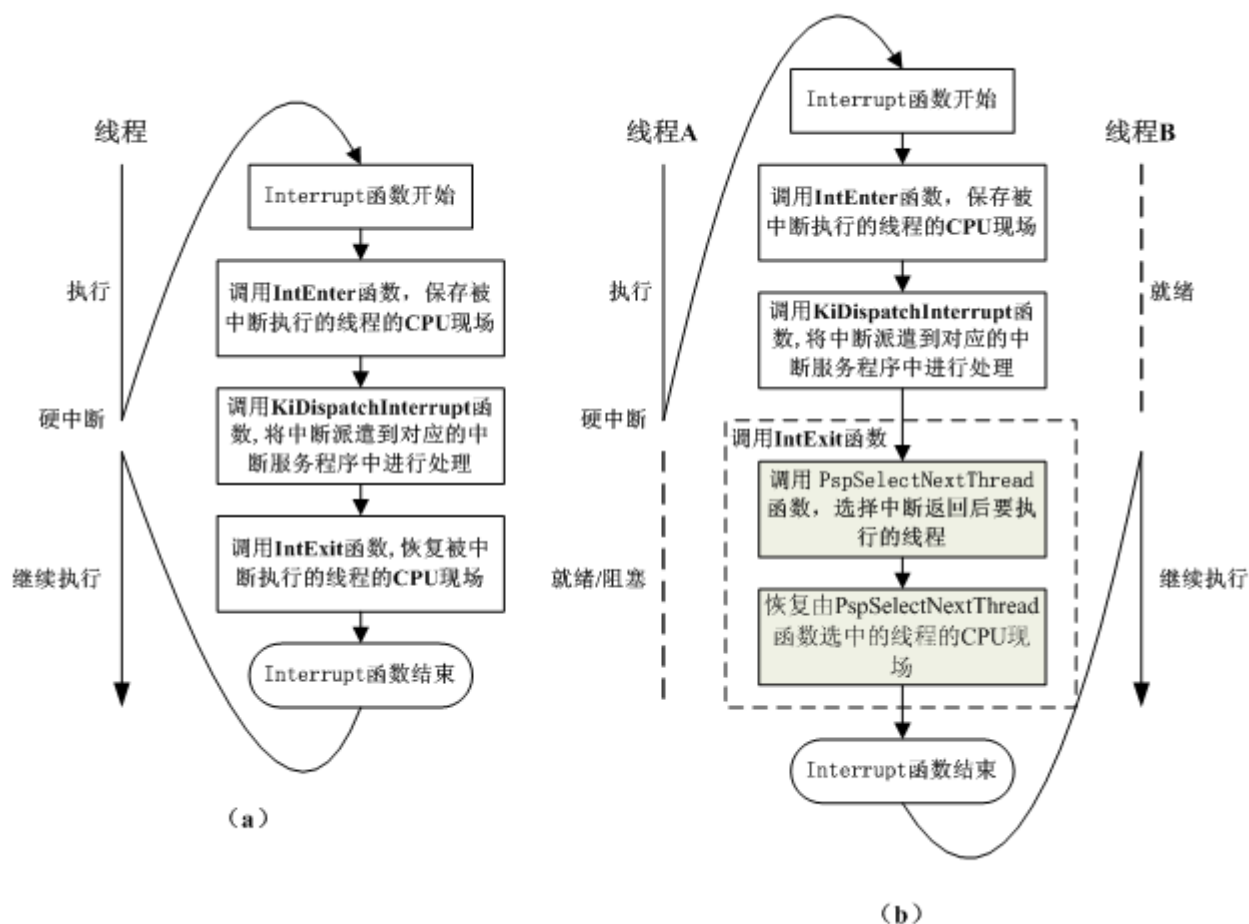 线程
Interrupt函数开始
调用IntEnter函数，保存被
中断执行的线程的CPU现场
执行
调用KiDispatchInterrupt函
数,将中断派遣到对应的中
断服务程序中进行处理
硬中断
调用IntExit函数,恢复被中
断执行的线程的CPU现场
继续执行
Interrupt函数结束
（a）
线程A
Interrupt函数开始
线程B
调用IntEnter函数，保存被
中断执行的线程的CPU现场
执行
就绪
调用KiDispatchInterrupt函
数,将中断派遣到对应的中
断服务程序中进行处理
硬中断
调用IntExit函数
调用 PspSelectNextThread
函数，选择中断返回后要执
行的线程
就绪/阻塞
继续执行
恢复由PspSelectNextThread
函数选中的线程的CPU现
场
Interrupt函数结束
（b）